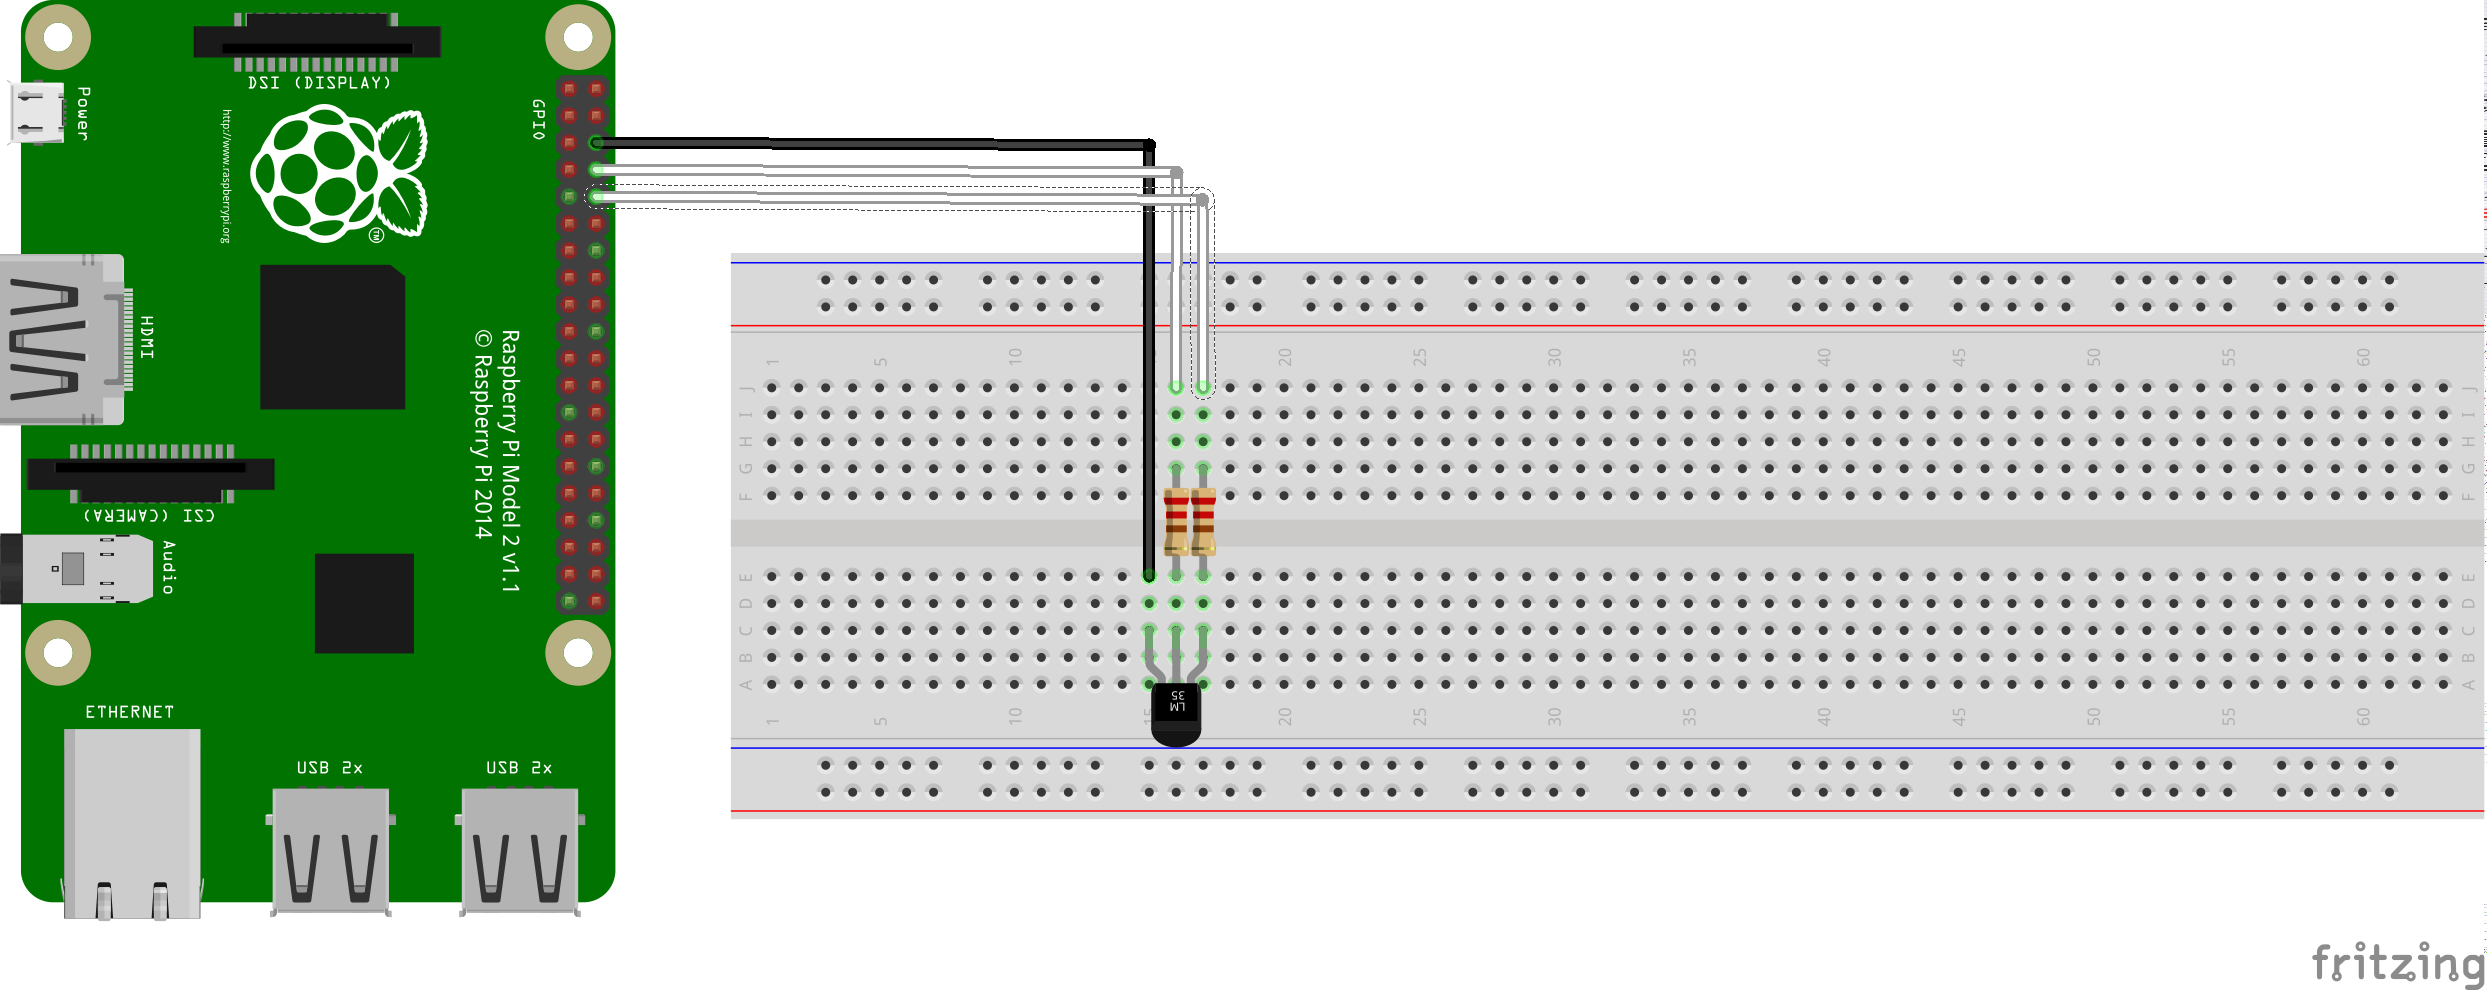 DSI (DISPLAY)
Power
GPIO
http://www.raspberrypi.org
TM
HDMI
Raspberry Pi Model 2 v1.1
© Raspberry Pi 2014
CSI (CAMERA)
Audio
ETHERNET
USB 2x
USB 2x
1 5 10 20 25 30 35 40 45 50 55 60
J J
I I
H H
G G
F F
E E
D D
C C
B B
A A
LM
35
1 5 10 15 20 25 30 35 40 45 50 55 60
fritzing